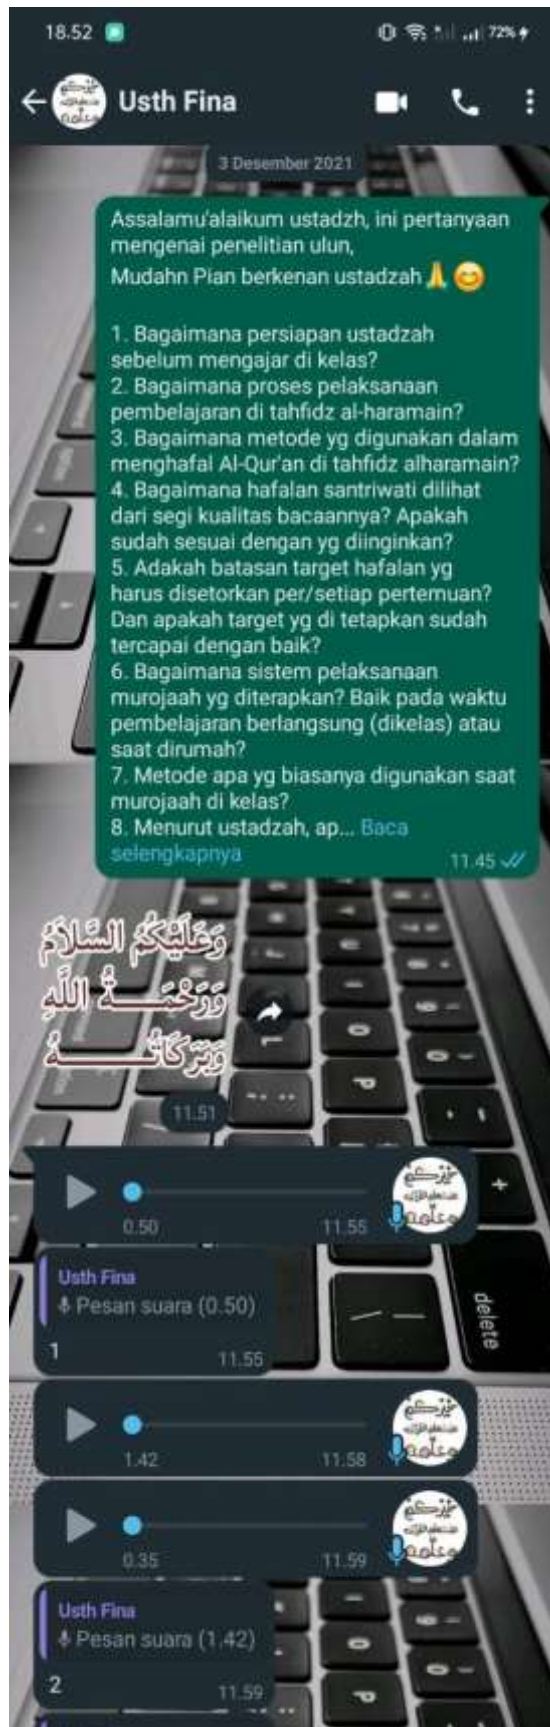 18.52
72%
Usth Fina
3 Desember 2021
Assalamu'alaikum ustadzh, ini pertanyaan
mengenai penelitian ulun,
Mudahn Pian berkenan ustadzah🙏😊
1. Bagaimana persiapan ustadzah
sebelum mengajar di kelas?
2. Bagaimana proses pelaksanaan
pembelajaran di tahfidz al-haramain?
3. Bagaimana metode yg digunakan dalam
menghafal Al-Qur'an di tahfidz alharamain?
4. Bagaimana hafalan santriwati dilihat
dari segi kualitas bacaannya? Apakah
sudah sesuai dengan yg diinginkan?
5. Adakah batasan target hafalan yg
harus disetorkan per/setiap pertemuan?
Dan apakah target yg di tetapkan sudah
tercapai dengan baik?
6. Bagaimana sistem pelaksanaan
murojaah yg diterapkan? Baik pada waktu
pembelajaran berlangsung (dikelas) atau
saat dirumah?
7. Metode apa yg biasanya digunakan saat
murojaah di kelas?
8. Menurut ustadzah, ap... Baca
selengkapnya
11.45
وَعَلَيْكُمُ السَّلَامُ
وَرَحْمَةُ اللَّهِ
وَبَرَكَاتُهُ
11.51
0.50 11.55
Usth Fina
Pesan suara (0.50)
1
11.55
delete
1.42 11.58
0.35 11.59
Usth Fina
Pesan suara (1.42)
2
11.59